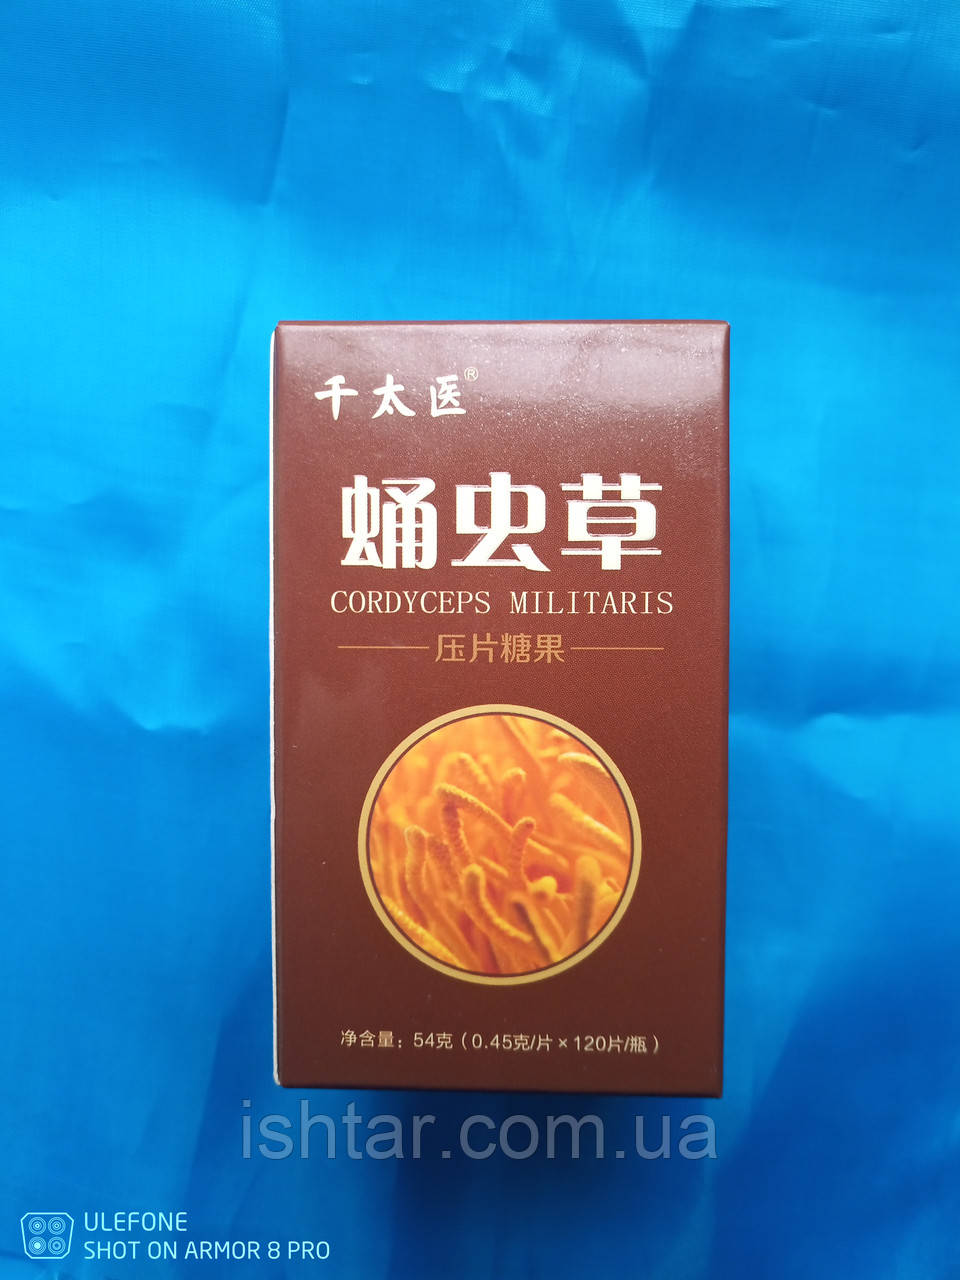 千太医®
蛹虫草
CORDYCEPS MILITARIS
压片糖果
净含量：54克（0.45克/片×120片/瓶）
ishtar.com.ua
ULEFONE
SHOT ON ARMOR 8 PRO